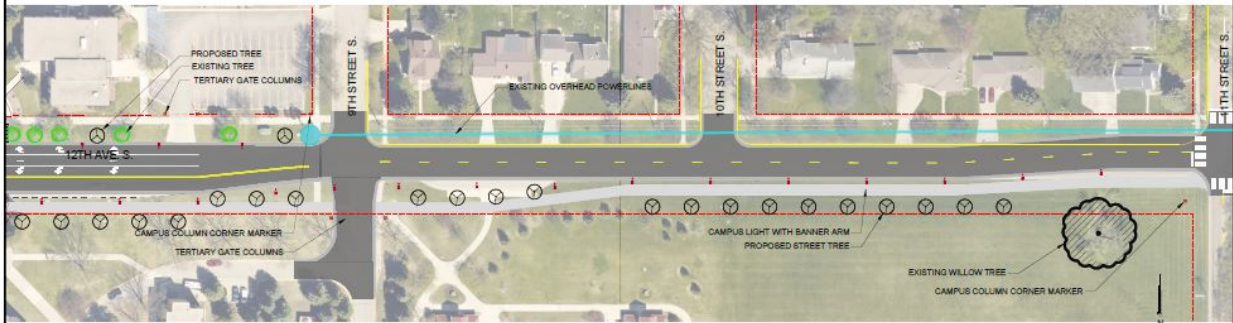 PROPOSED TREE
EXISTING TREE
TERTIARY GATE COLUMNS
9TH STREET S.
EXISTING OVERHEAD POWERLINES
10TH STREET S.
11TH STREET S.
12TH AVE. S.
CAMPUS COLUMN CORNER MARKER
TERTIARY GATE COLUMNS
CAMPUS LIGHT WITH BANNER ARM
PROPOSED STREET TREE
EXISTING WILLOW TREE
CAMPUS COLUMN CORNER MARKER